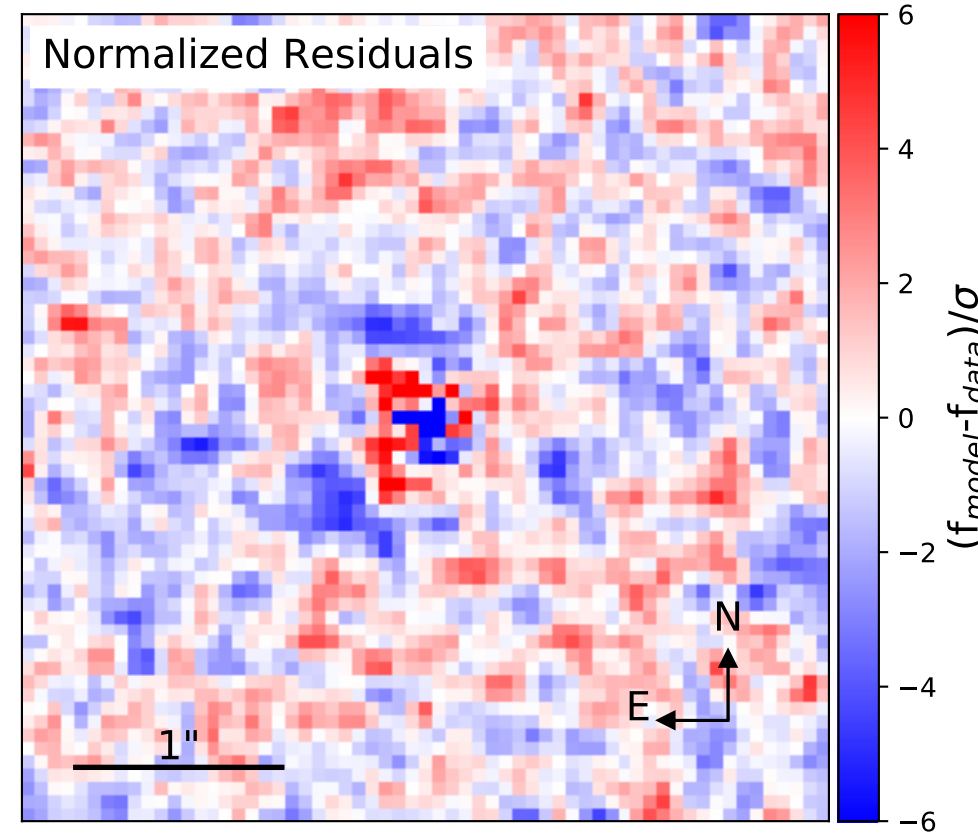 Normalized Residuals
6
4
2
0
−2
−4
−6
(f_model-f_data)/σ
N
E
1"